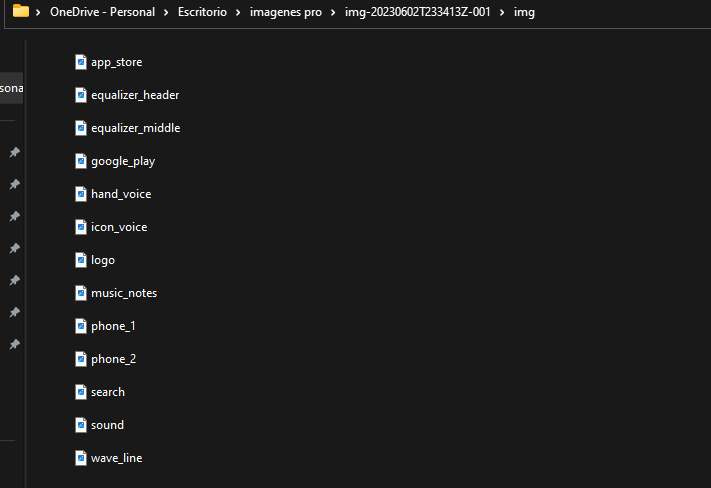 OneDrive - Personal > Escritorio > imagenes pro > img-20230602T233413Z-001 > img
app_store
sona
equalizer_header
equalizer_middle
google_play
hand_voice
icon_voice
logo
music_notes
phone_1
phone_2
search
sound
wave_line